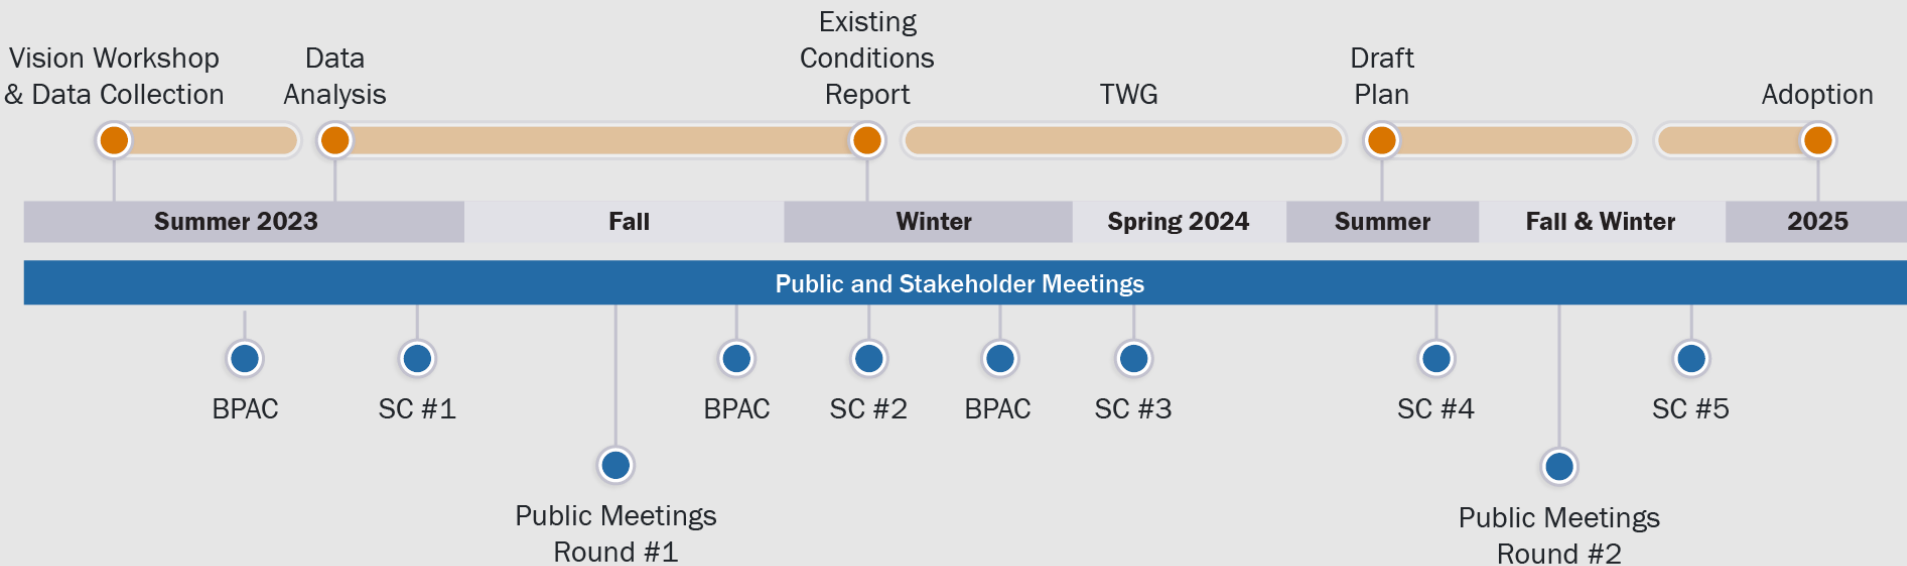 Vision Workshop
& Data Collection
Data
Analysis
Existing
Conditions
Report
TWG
Draft
Plan
Adoption
Summer 2023
Fall
Winter
Spring 2024
Summer
Fall & Winter
2025
Public and Stakeholder Meetings
BPAC
SC #1
BPAC
SC #2
BPAC
SC #3
SC #4
SC #5
Public Meetings
Round #1
Public Meetings
Round #2